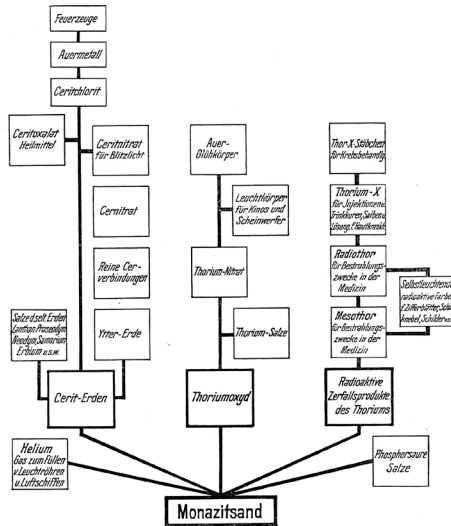 Feuerzeuge
Auermetall
Ceritchlorit
Ceritoxalat
Heilmittel
Ceritnitrat
für Blitzlicht
Cernitrat
Reine Cer-
verbindungen
Salze d. selt. Erden
Lanthan, Praseodym
Neodym, Samarium
Erbium u.s.w.
Ytter-Erde
Cerit-Erden
Auer-
Glühkörper
Leuchtkörper
für Kinos und
Scheinwerfer
Thorium-Nitrat
Thorium-Salze
Thoriumoxyd
Thor-X-Stäbchen
für Krebsbehandlg.
Thorium-X
für Injektionen u.
Trinkkuren, Salben u.
Lösung. f. Hautkrankh.
Radiothor
für Bestrahlungs-
zwecke in der
Medizin
Selbstleuchtende
radioaktive Farbe
f. Zifferblätter, Scha
knebel, Schilder
Mesothor
für Bestrahlungs-
zwecke in der
Medizin
Radioaktive
Zerfallsprodukte
des Thoriums
Helium
Gas zum Füllen
v. Leuchtröhren
u. Luftschiffen
Phosphorsaure
Salze
Monazitsand